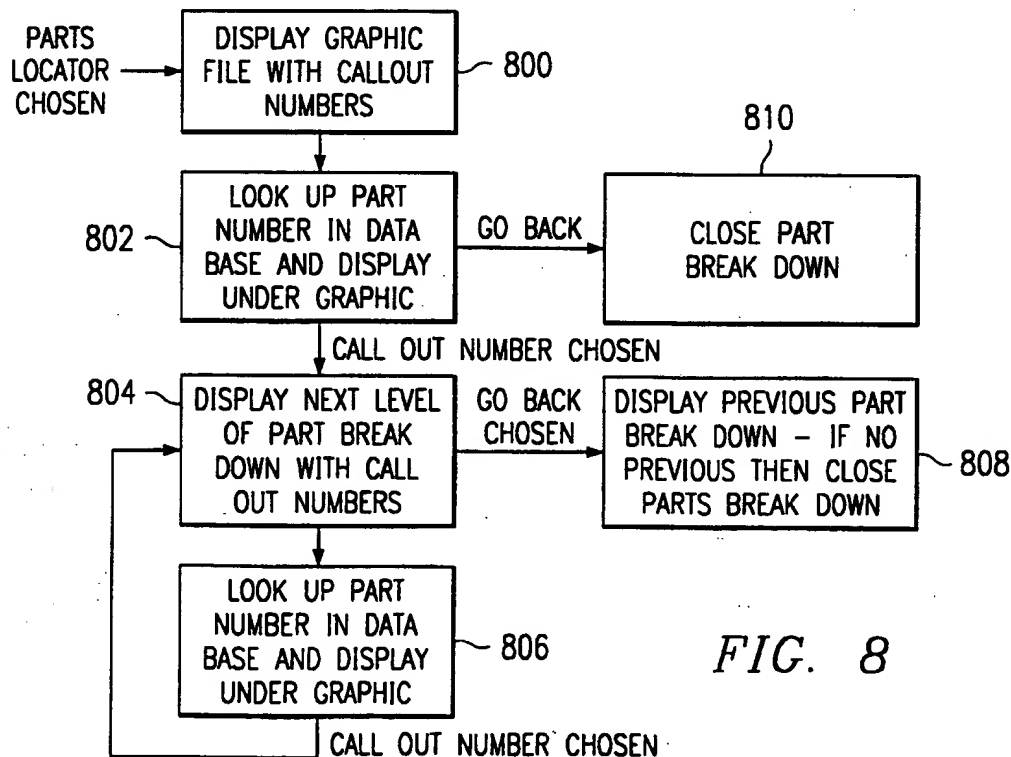 PARTS
LOCATOR
CHOSEN
DISPLAY GRAPHIC
FILE WITH CALLOUT
NUMBERS
800
810
802
LOOK UP PART
NUMBER IN DATA
BASE AND DISPLAY
UNDER GRAPHIC
GO BACK
CLOSE PART
BREAK DOWN
CALL OUT NUMBER CHOSEN
804
DISPLAY NEXT LEVEL
OF PART BREAK
DOWN WITH CALL
OUT NUMBERS
GO BACK
CHOSEN
DISPLAY PREVIOUS PART
BREAK DOWN – IF NO
PREVIOUS THEN CLOSE
PARTS BREAK DOWN
808
LOOK UP PART
NUMBER IN DATA
BASE AND DISPLAY
UNDER GRAPHIC
806
CALL OUT NUMBER CHOSEN
FIG. 8